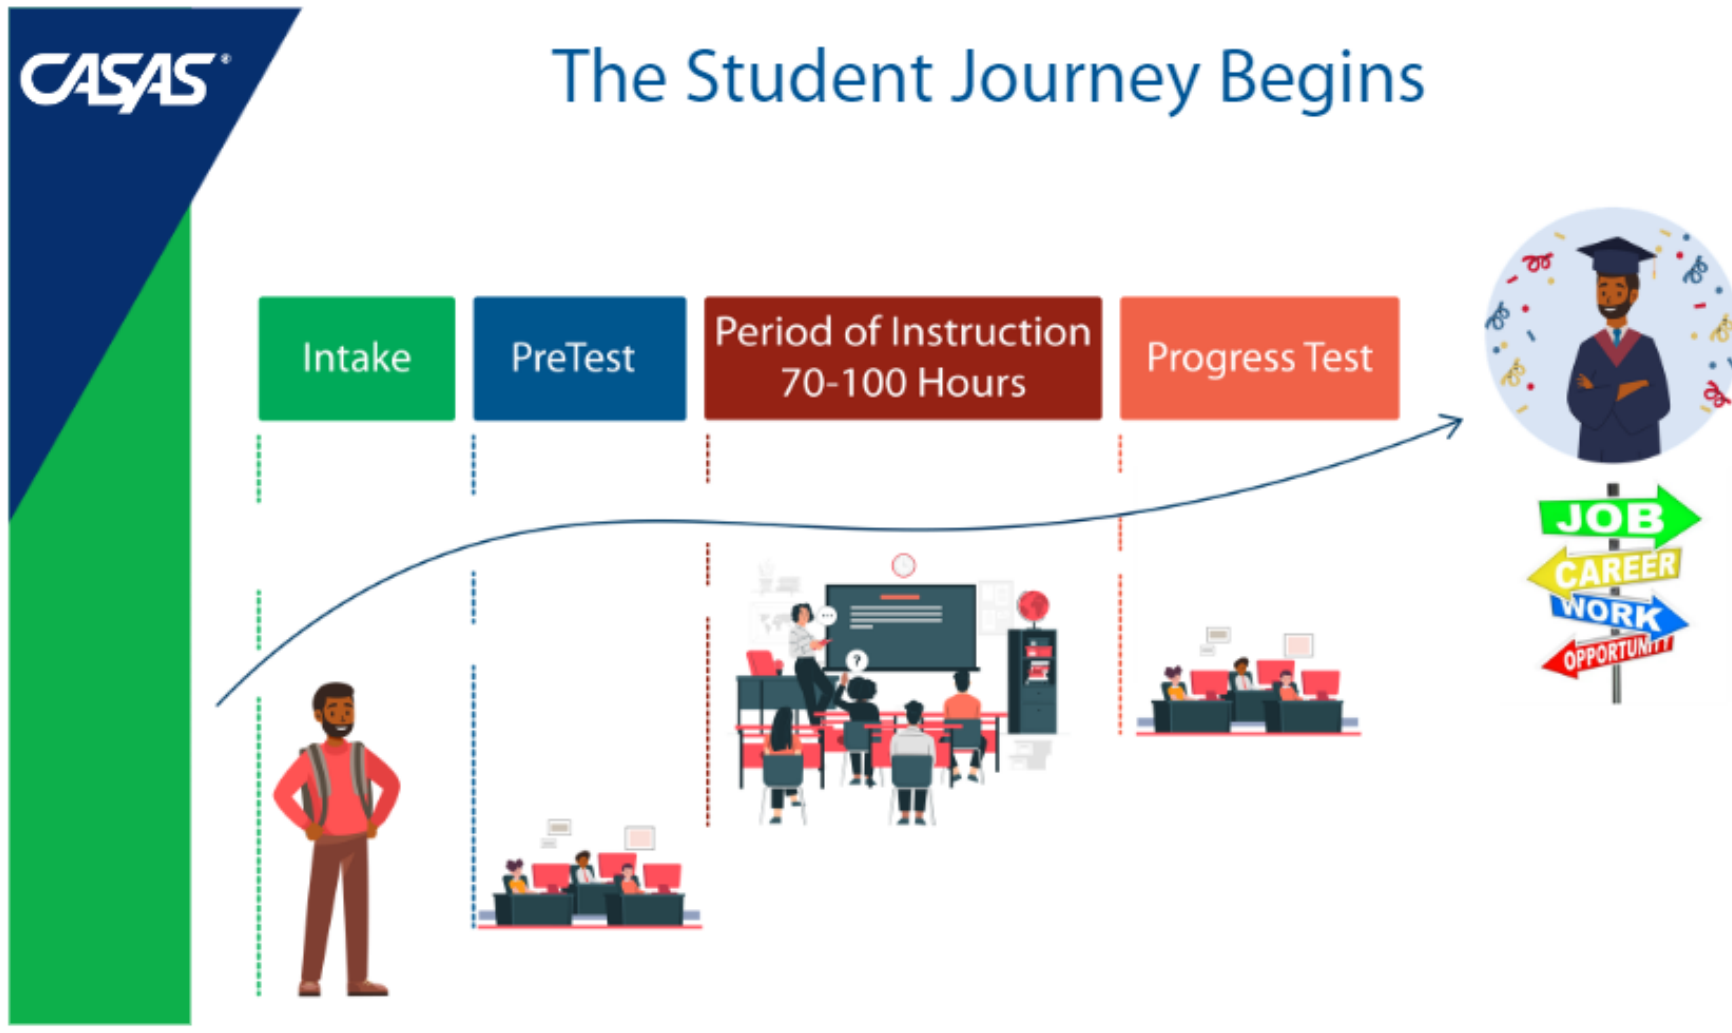 CASAS®
The Student Journey Begins
Intake
PreTest
Period of Instruction
70-100 Hours
Progress Test
?
JOB
CAREER
WORK
OPPORTUNITY